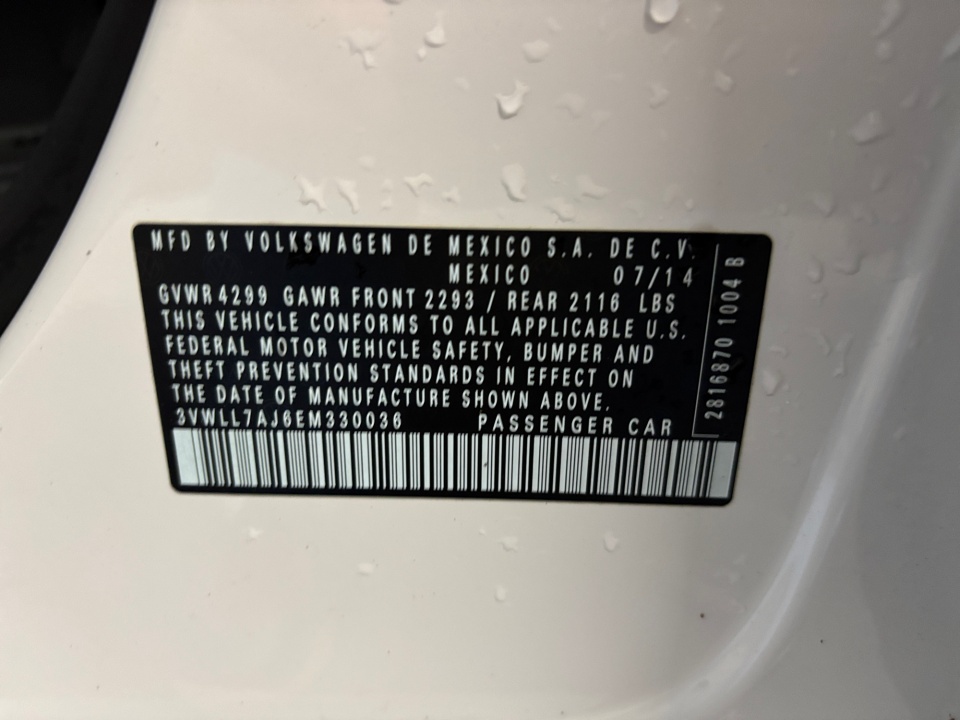 MFD BY VOLKSWAGEN DE MEXICO S.A. DE C.V.
MEXICO 07/14
GVWR 4299 GAWR FRONT 2293 / REAR 2116 LBS
THIS VEHICLE CONFORMS TO ALL APPLICABLE U.S.
FEDERAL MOTOR VEHICLE SAFETY, BUMPER AND
THEFT PREVENTION STANDARDS IN EFFECT ON
THE DATE OF MANUFACTURE SHOWN ABOVE.
3VWLL7AJ6EM330036 PASSENGER CAR
2816870 1004 B